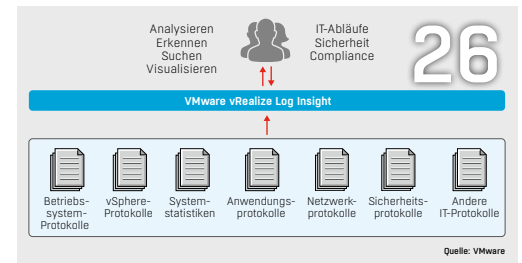 Analysieren
Erkennen
Suchen
Visualisieren
IT-Abläufe
Sicherheit
Compliance
26
VMware vRealize Log Insight
Betriebs-
system-
Protokolle
vSphere-
Protokolle
System-
statistiken
Anwendungs-
protokolle
Netzwerk-
protokolle
Sicherheits-
protokolle
Andere
IT-Protokolle
Quelle: VMware